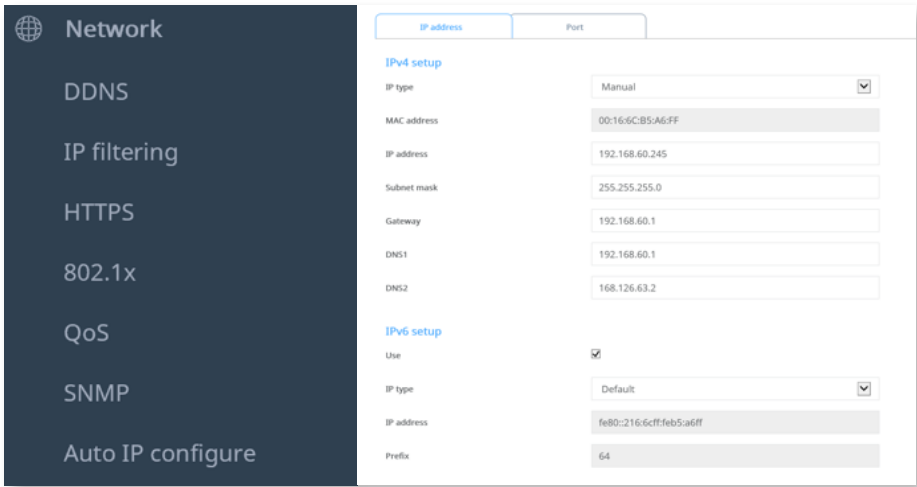 Network
DDNS
IP filtering
HTTPS
802.1x
QoS
SNMP
Auto IP configure
IP address Port
IPv4 setup
IP type Manual
MAC address 00:16:6C:B5:A6:FF
IP address 192.168.60.245
Subnet mask 255.255.255.0
Gateway 192.168.60.1
DNS1 192.168.60.1
DNS2 168.126.63.2
IPv6 setup
Use
IP type Default
IP address fe80::216:6cff:feb5:a6ff
Prefix 64